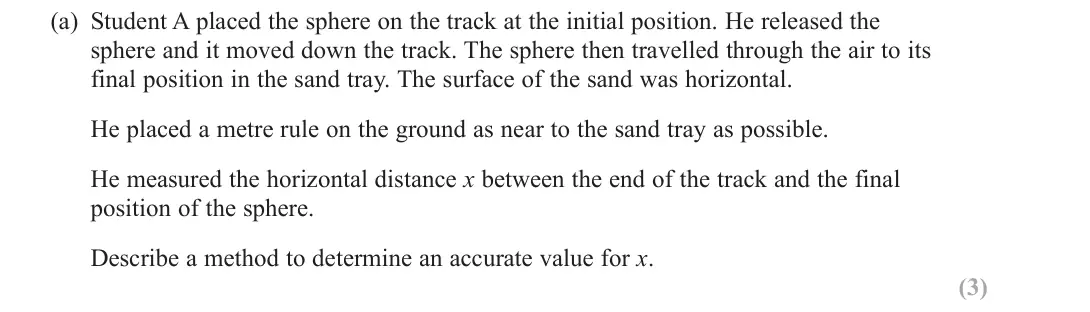 (a) Student A placed the sphere on the track at the initial position. He released the
sphere and it moved down the track. The sphere then travelled through the air to its
final position in the sand tray. The surface of the sand was horizontal.
He placed a metre rule on the ground as near to the sand tray as possible.
He measured the horizontal distance x between the end of the track and the final
position of the sphere.
Describe a method to determine an accurate value for x.
(3)